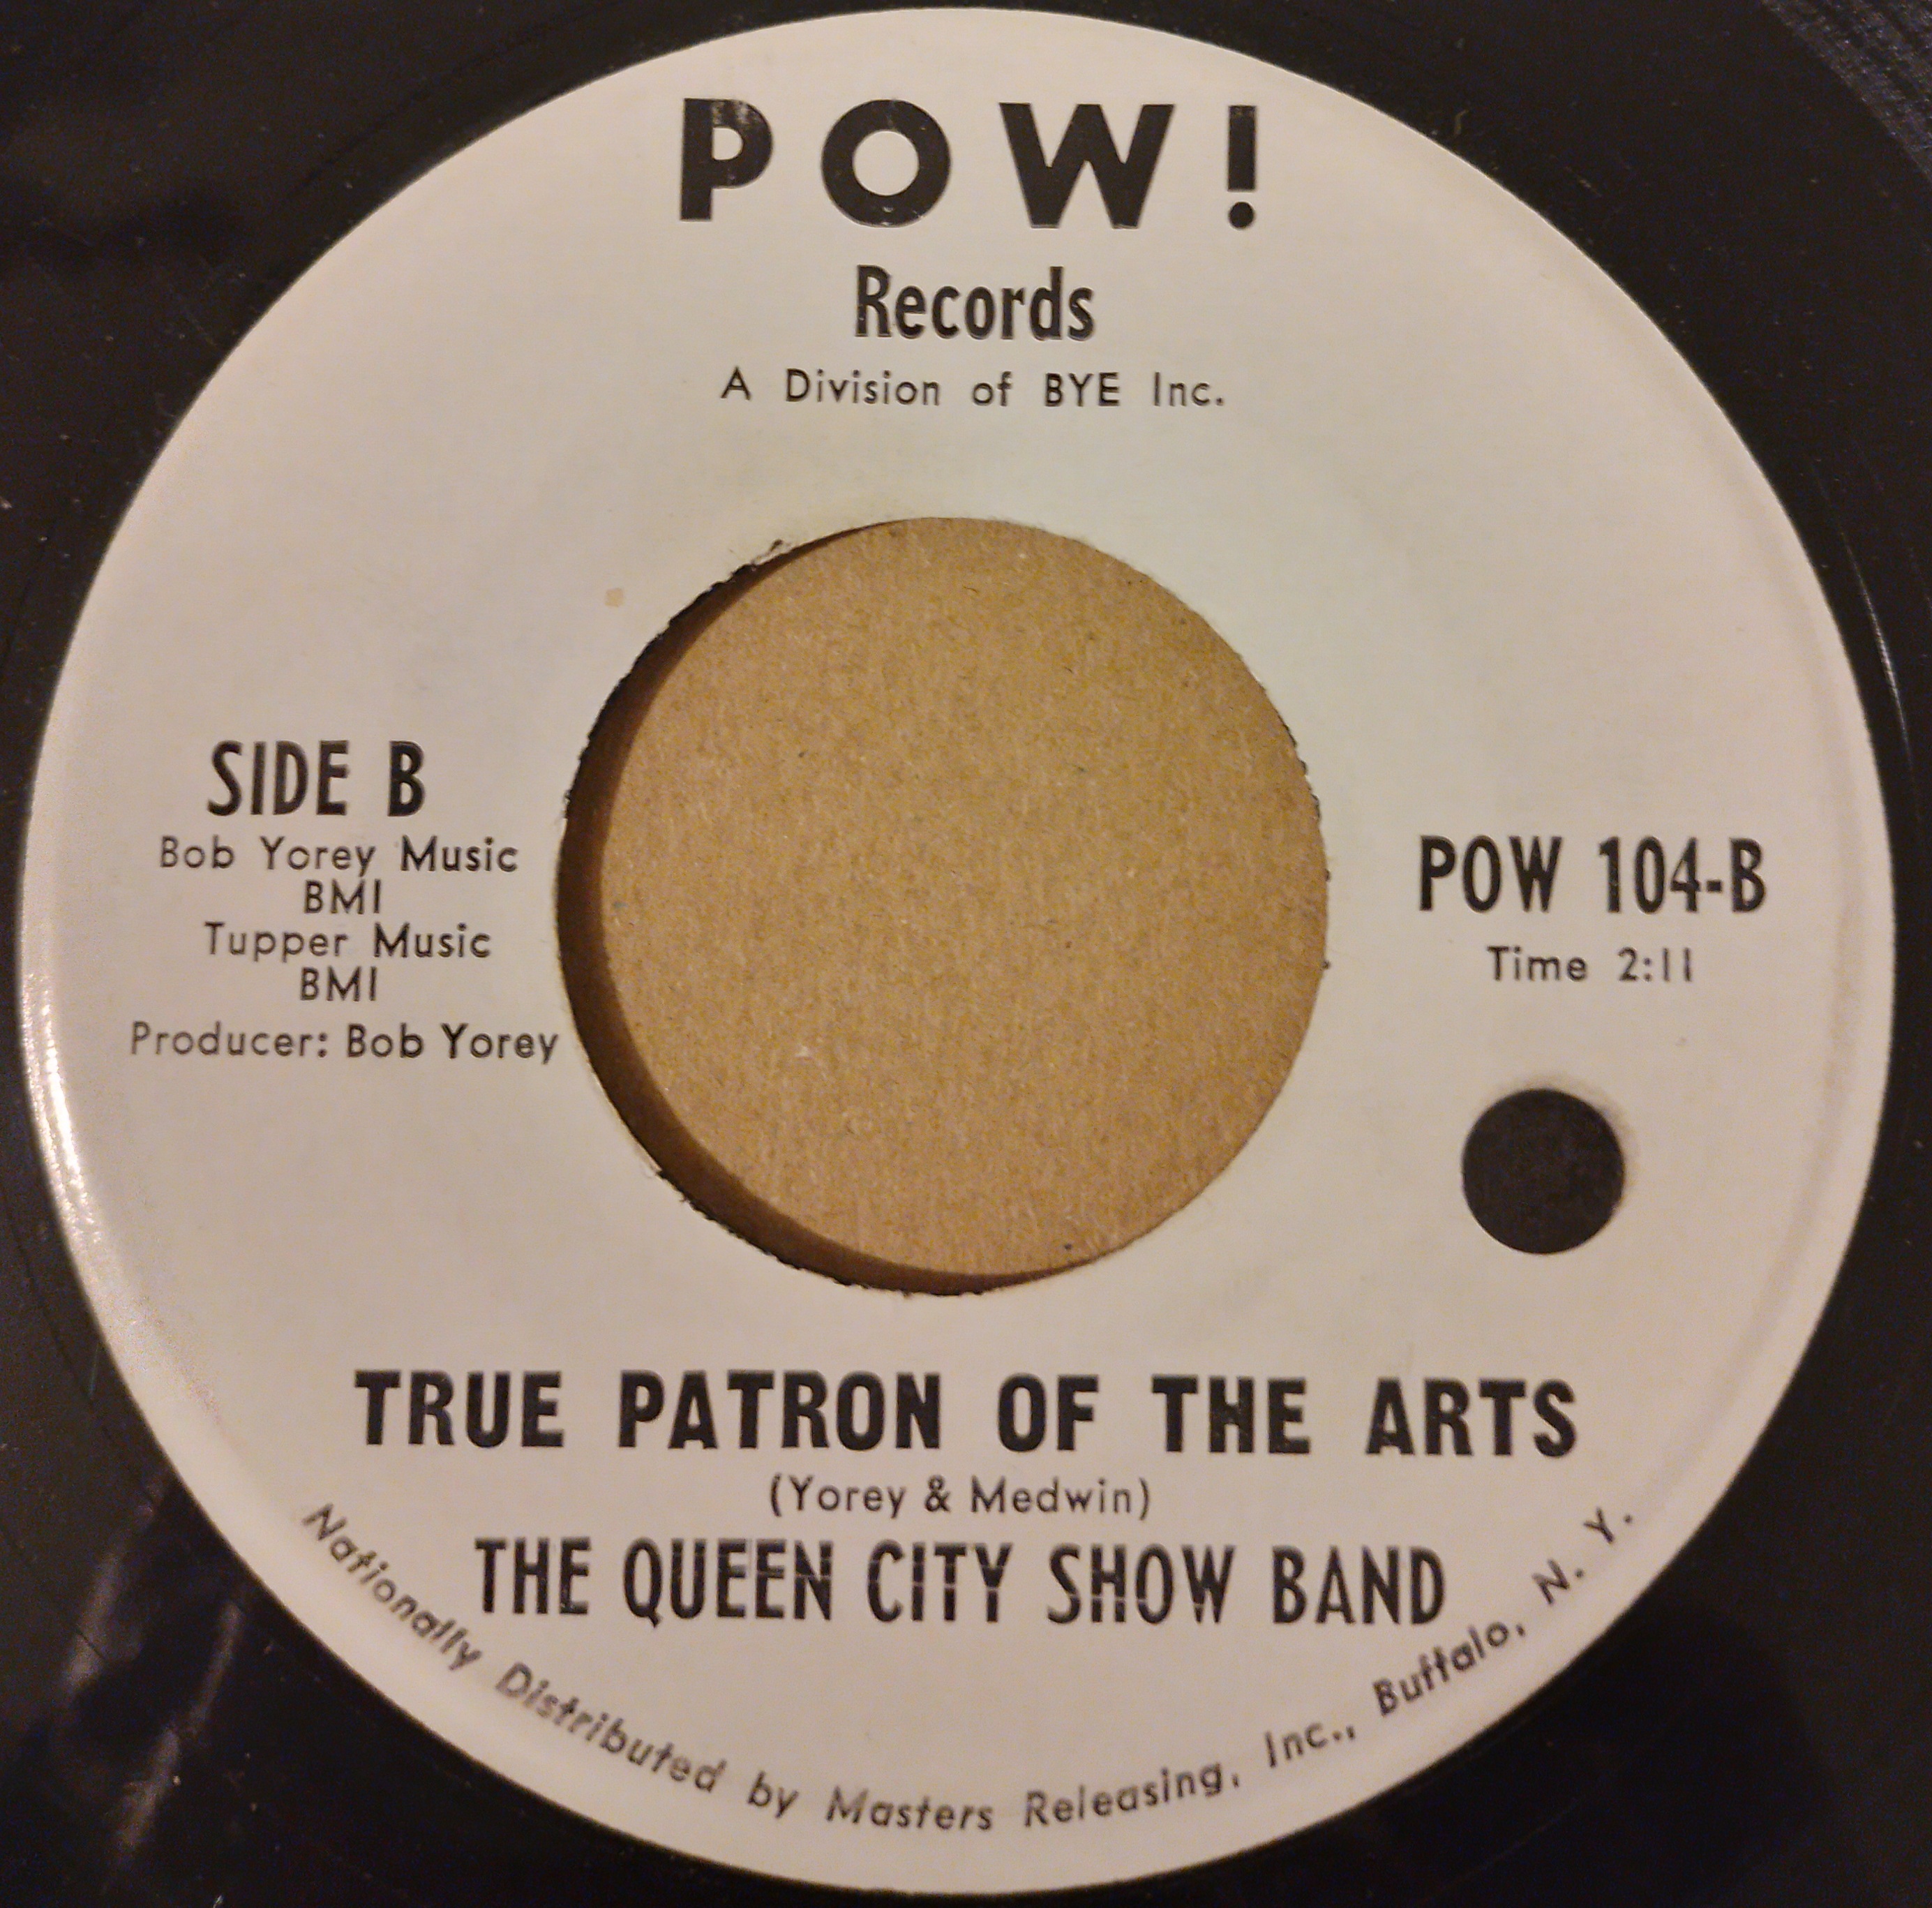 POW!
Records
A Division of BYE Inc.
SIDE B
Bob Yorey Music
BMI
Tupper Music
BMI
Producer: Bob Yorey
POW 104-B
Time 2:11
TRUE PATRON OF THE ARTS
(Yorey & Medwin)
THE QUEEN CITY SHOW BAND
Nationally Distributed by Masters Releasing, Inc., Buffalo, N. Y.